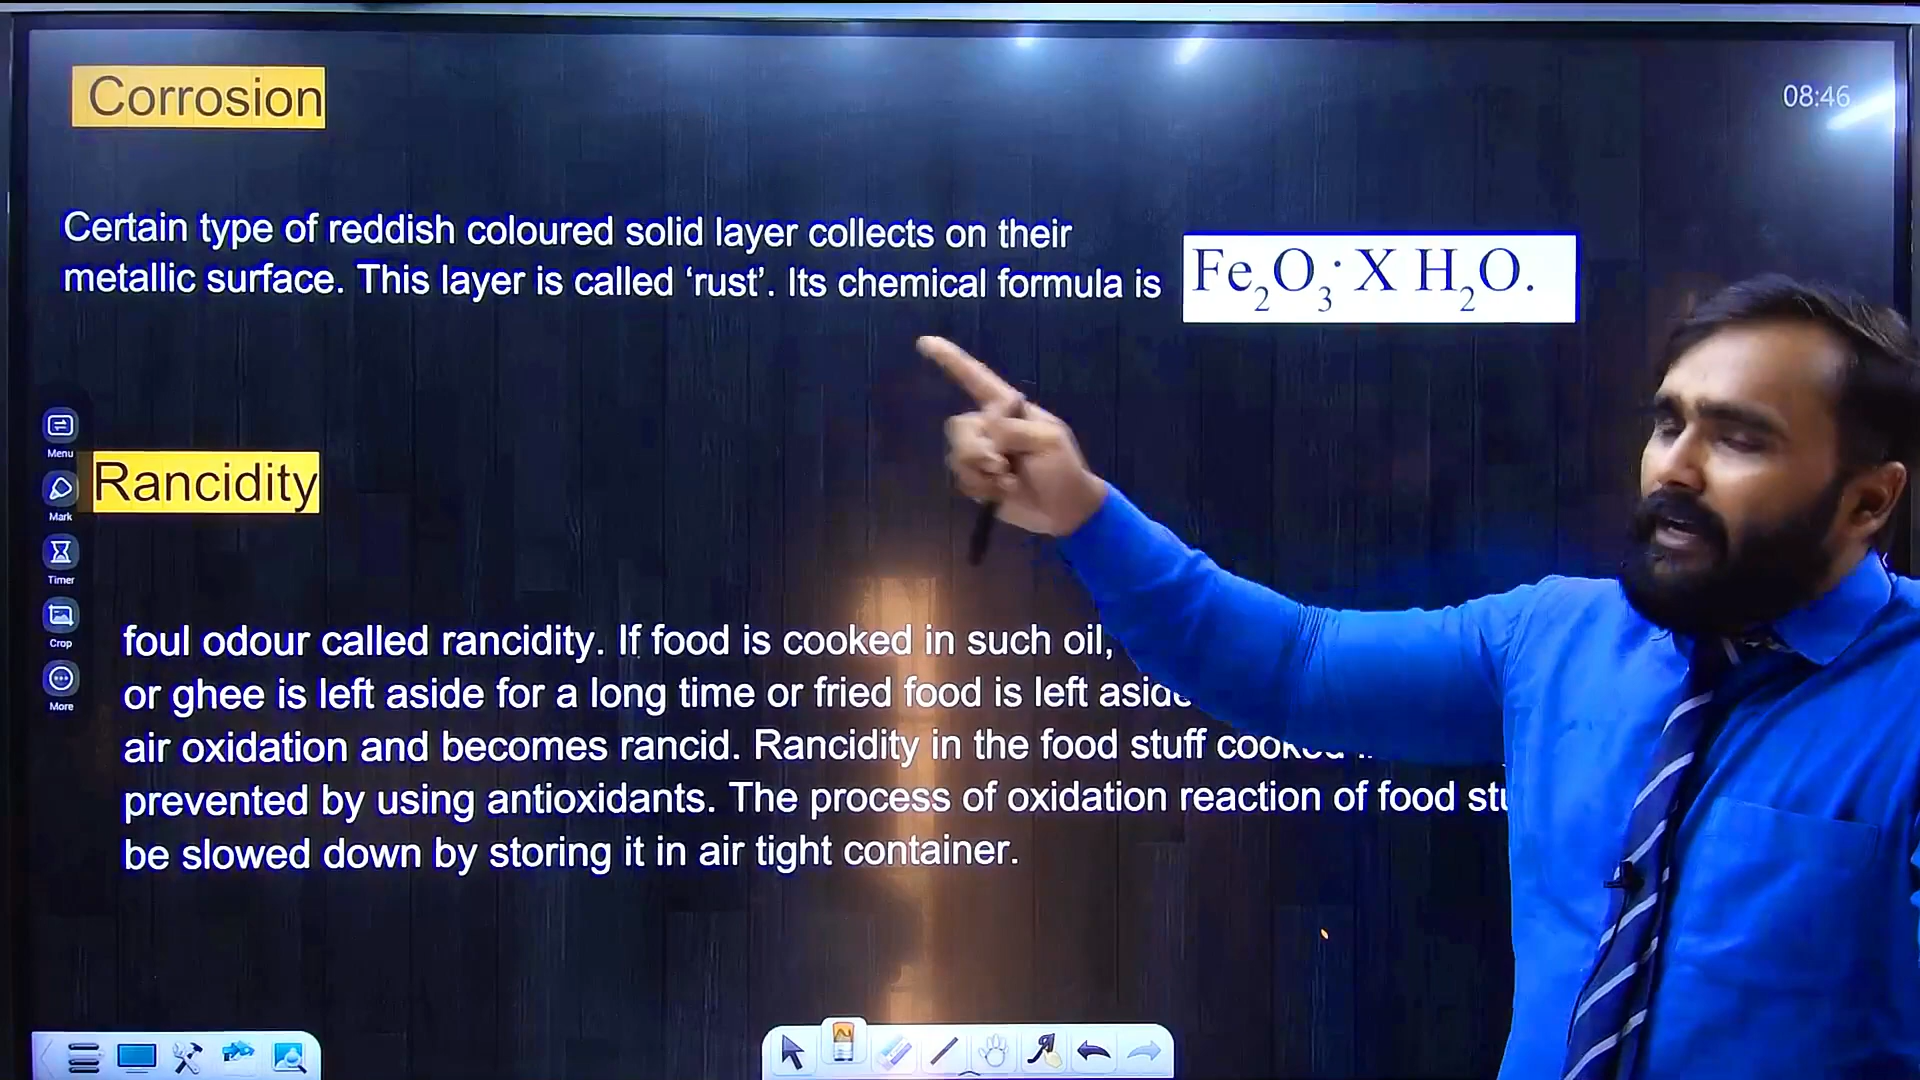 Corrosion
08:46
Certain type of reddish coloured solid layer collects on their
metallic surface. This layer is called ‘rust’. Its chemical formula is
Fe₂O₃·X H₂O.
Menu
Rancidity
Mark
Timer
Crop
More
foul odour called rancidity. If food is cooked in such oil,
or ghee is left aside for a long time or fried food is left aside
air oxidation and becomes rancid. Rancidity in the food stuff cooked
prevented by using antioxidants. The process of oxidation reaction of food
be slowed down by storing it in air tight container.